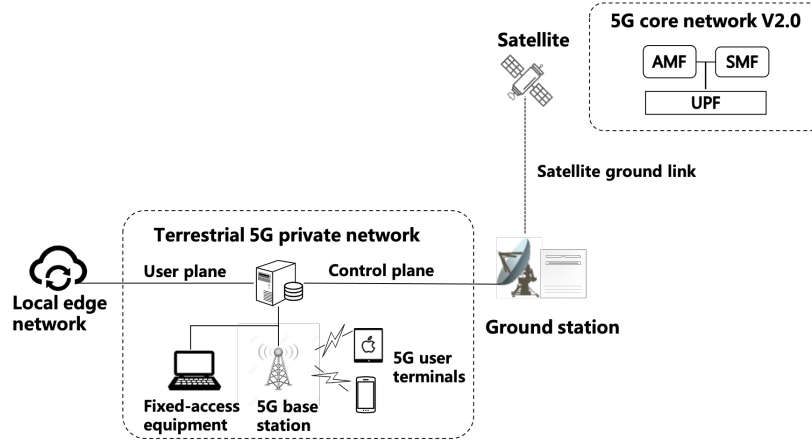 5G core network V2.0
Satellite
AMF
SMF
UPF
Satellite ground link
Terrestrial 5G private network
User plane
Control plane
Local edge
network
Ground station
5G user
terminals
Fixed-access
equipment
5G base
station